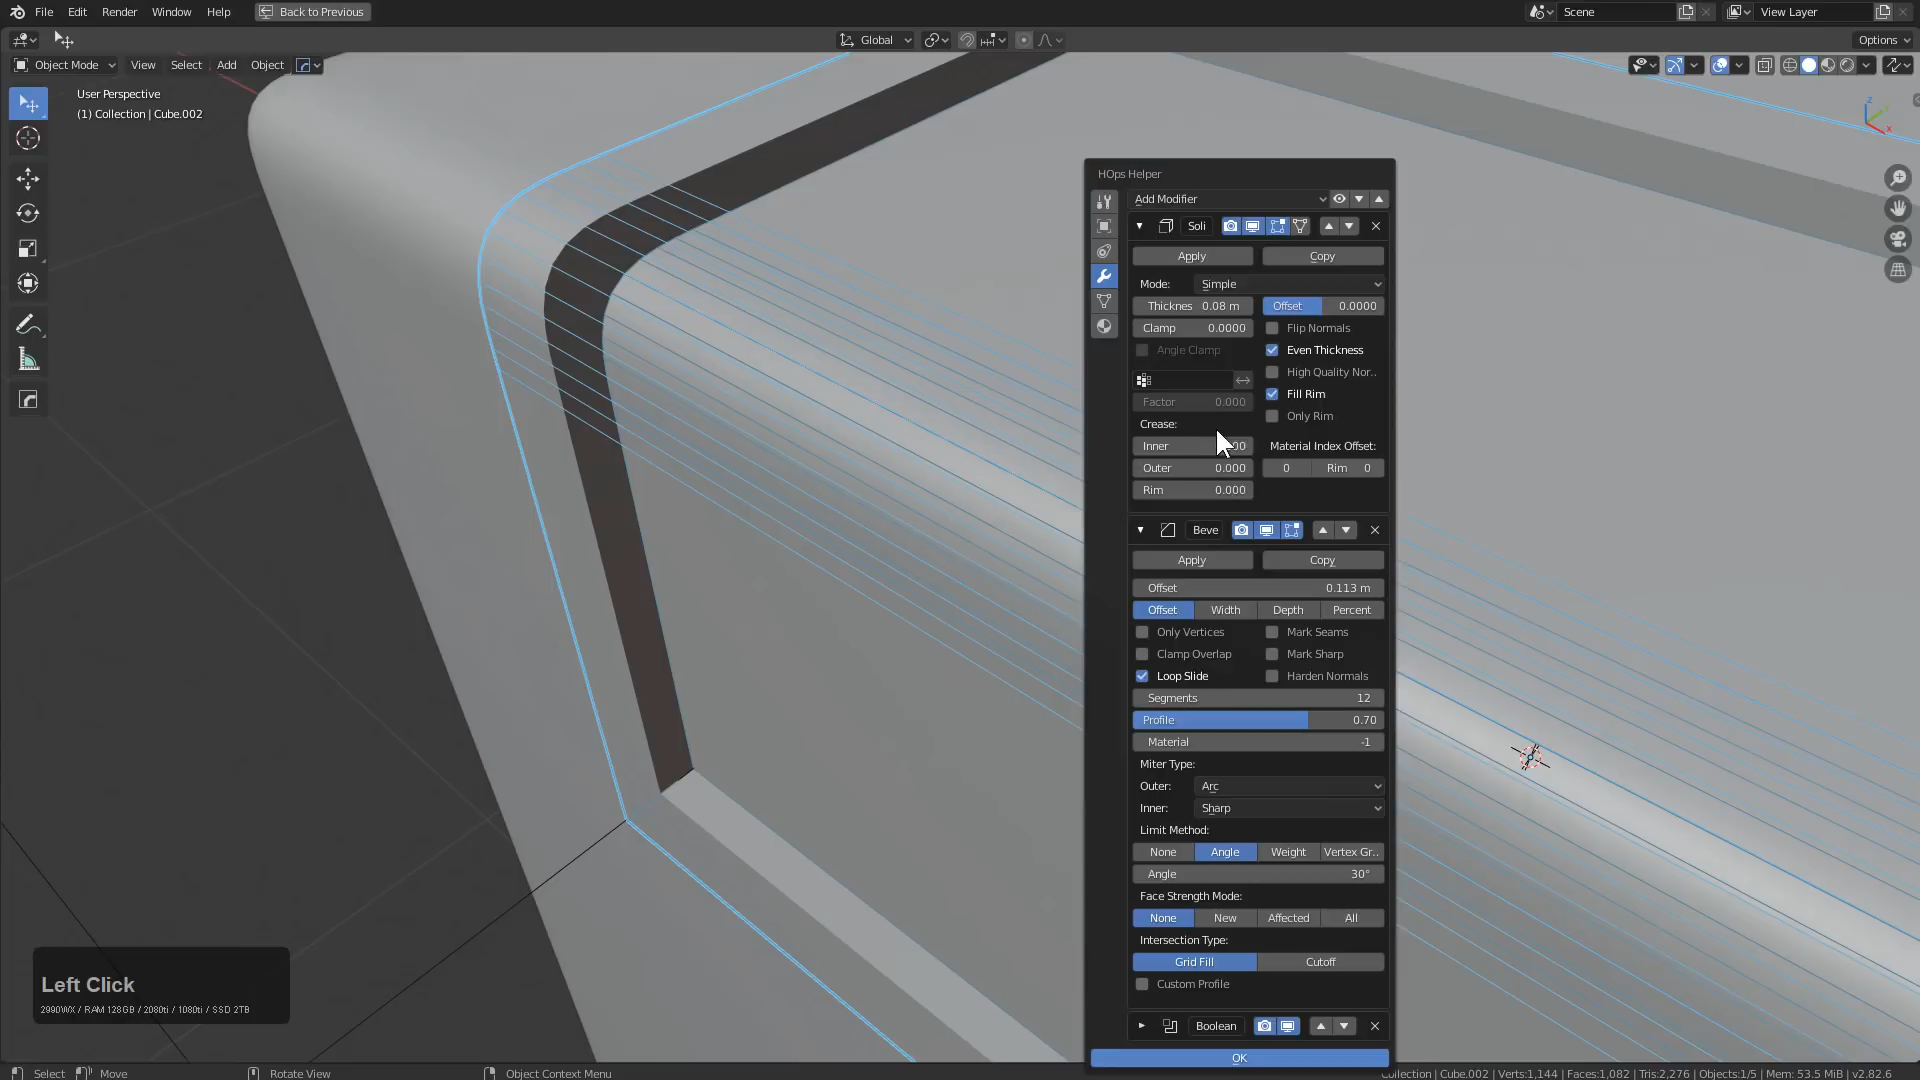 File Edit Render Window Help Back to Previous Scene View Layer
Global Options
Object Mode View Select Add Object
User Perspective
(1) Collection | Cube.002
HOps Helper
Add Modifier
Soli
Apply Copy
Mode: Simple
Thicknes 0.08 m Offset 0.0000
Clamp 0.0000 Flip Normals
Angle Clamp Even Thickness
High Quality Nor..
Factor 0.000 Fill Rim
Crease: Only Rim
Inner 00 Material Index Offset:
Outer 0.000 0 Rim 0
Rim 0.000
Beve
Apply Copy
Offset 0.113 m
Offset Width Depth Percent
Only Vertices Mark Seams
Clamp Overlap Mark Sharp
Loop Slide Harden Normals
Segments 12
Profile 0.70
Material -1
Miter Type:
Outer: Arc
Inner: Sharp
Limit Method:
None Angle Weight Vertex Gr..
Angle 30°
Face Strength Mode:
None New Affected All
Intersection Type:
Grid Fill Cutoff
Custom Profile
Boolean
OK
Left Click
2990WX / RAM 128GB / 2080ti / 1080ti / SSD 2TB
Select Move Rotate View Object Context Menu
Collection | Cube.002 | Verts:1,144 | Faces:1,082 | Tris:2,276 | Objects:1/5 | Mem: 53.5 MiB | v2.82.6
Z
Y
X